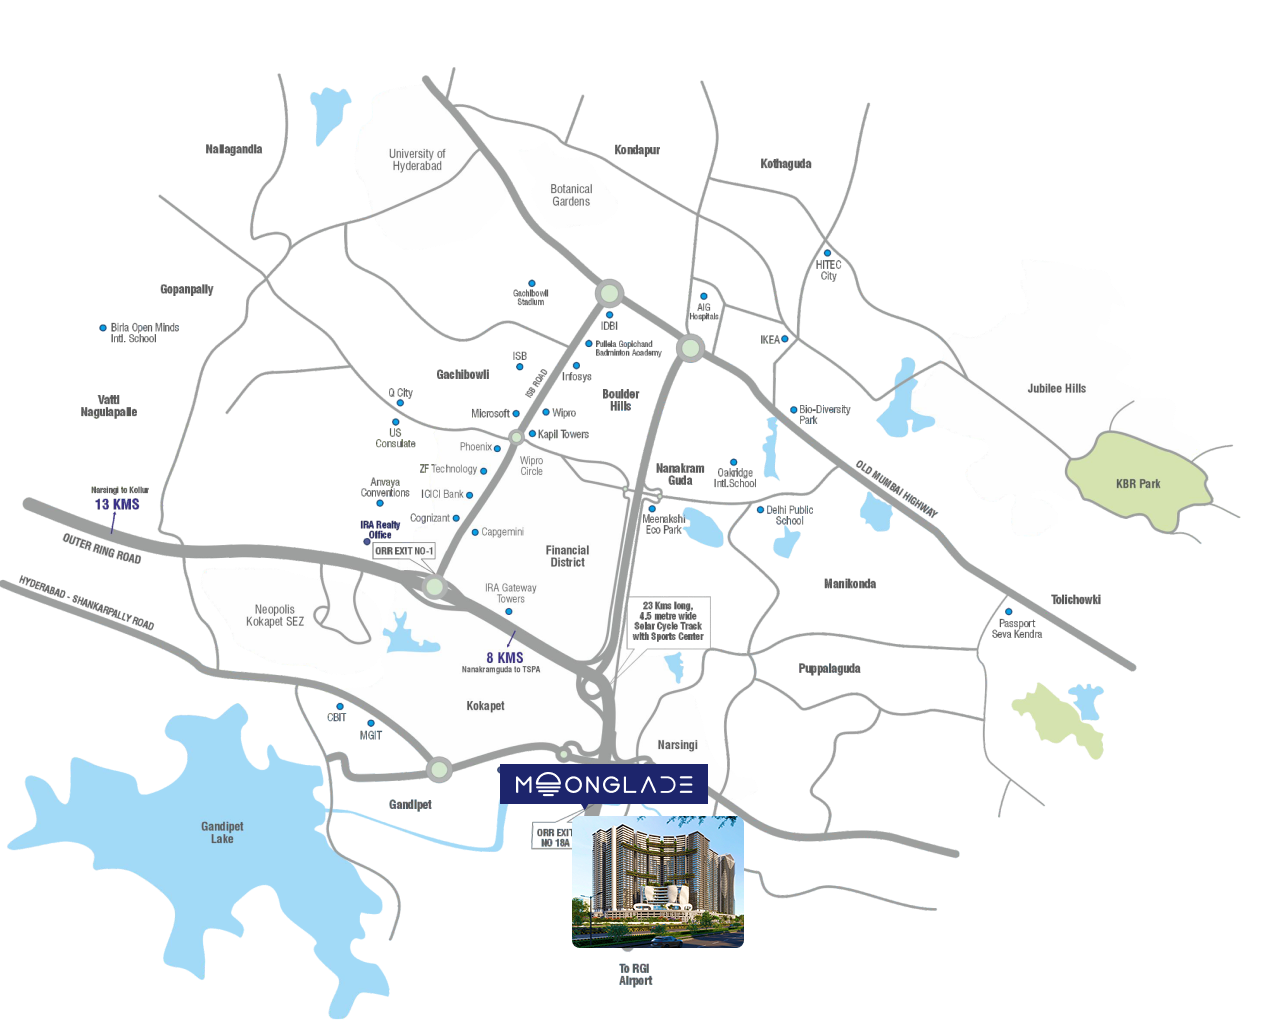 Nallagandla
University of
Hyderabad
Kondapur
Kothaguda
Botanical
Gardens
HITEC
City
Gopanpally
Gachibowli
Stadium
AIG
Hospitals
IDBI
Birla Open Minds
Intl. School
Pullela Gopichand
Badminton Academy
IKEA
ISB
Infosys
Gachibowli
ISB ROAD
Jubilee Hills
Q City
Boulder
Hills
Vatti
Nagulapalle
Microsoft
Wipro
Bio-Diversity
Park
US
Consulate
Kapil Towers
Phoenix
Wipro
Circle
ZF Technology
Nanakram
Guda
Oakridge
Intl.School
OLD MUMBAI HIGHWAY
KBR Park
Anvaya
Conventions
ICICI Bank
Narsingi to Kollur
13 KMS
Cognizant
Meenakshi
Eco Park
Delhi Public
School
IRA Realty
Office
Capgemini
OUTER RING ROAD
ORR EXIT NO-1
Financial
District
HYDERABAD - SHANKARPALLY ROAD
IRA Gateway
Towers
Manikonda
Tolichowki
Neopolis
Kokapet SEZ
23 Kms long,
4.5 metre wide
Solar Cycle Track
with Sports Center
Passport
Seva Kendra
8 KMS
Nanakramguda to TSPA
Puppalaguda
Kokapet
CBIT
MGIT
Narsingi
MOONGLADE
Gandipet
Gandipet
Lake
ORR EXIT
NO 18A
To RGI
Airport